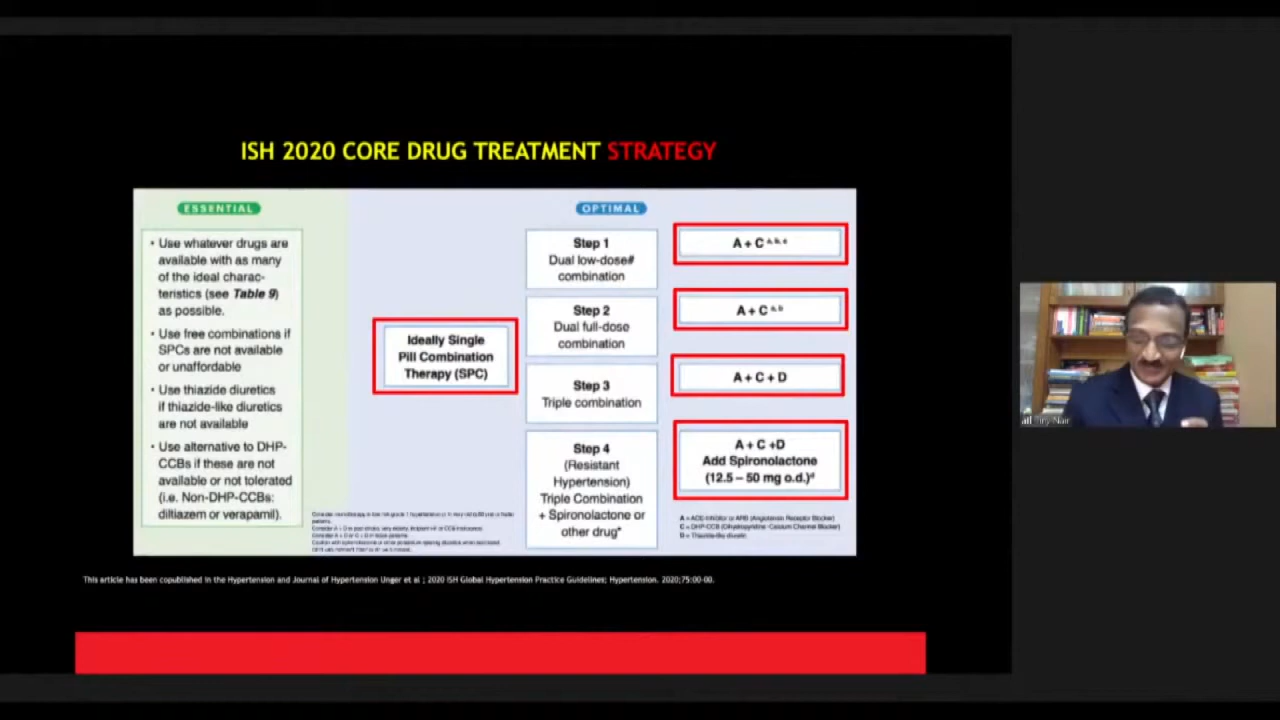 ISH 2020 CORE DRUG TREATMENT STRATEGY
ESSENTIAL
• Use whatever drugs are
available with as many
of the ideal charac-
teristics (see Table 9)
as possible.
• Use free combinations if
SPCs are not available
or unaffordable
• Use thiazide diuretics
if thiazide-like diuretics
are not available
• Use alternative to DHP-
CCBs if these are not
available or not tolerated
(i.e. Non-DHP-CCBs:
diltiazem or verapamil).
OPTIMAL
Ideally Single
Pill Combination
Therapy (SPC)
Step 1
Dual low-dose#
combination
A + C a, b, c
Step 2
Dual full-dose
combination
A + C a, b
Step 3
Triple combination
A + C + D
Step 4
(Resistant
Hypertension)
Triple Combination
+ Spironolactone or
other drug*
A + C +D
Add Spironolactone
(12.5 – 50 mg o.d.)d
A = ACE-Inhibitor or ARB (Angiotensin Receptor Blocker)
C = DHP-CCB (Dihydropyridine -Calcium Channel Blocker)
D = Thiazide-like diuretic
This article has been copublished in the Hypertension and Journal of Hypertension Unger et al ; 2020 ISH Global Hypertension Practice Guidelines; Hypertension. 2020;75:00-00.
Tiny Nair